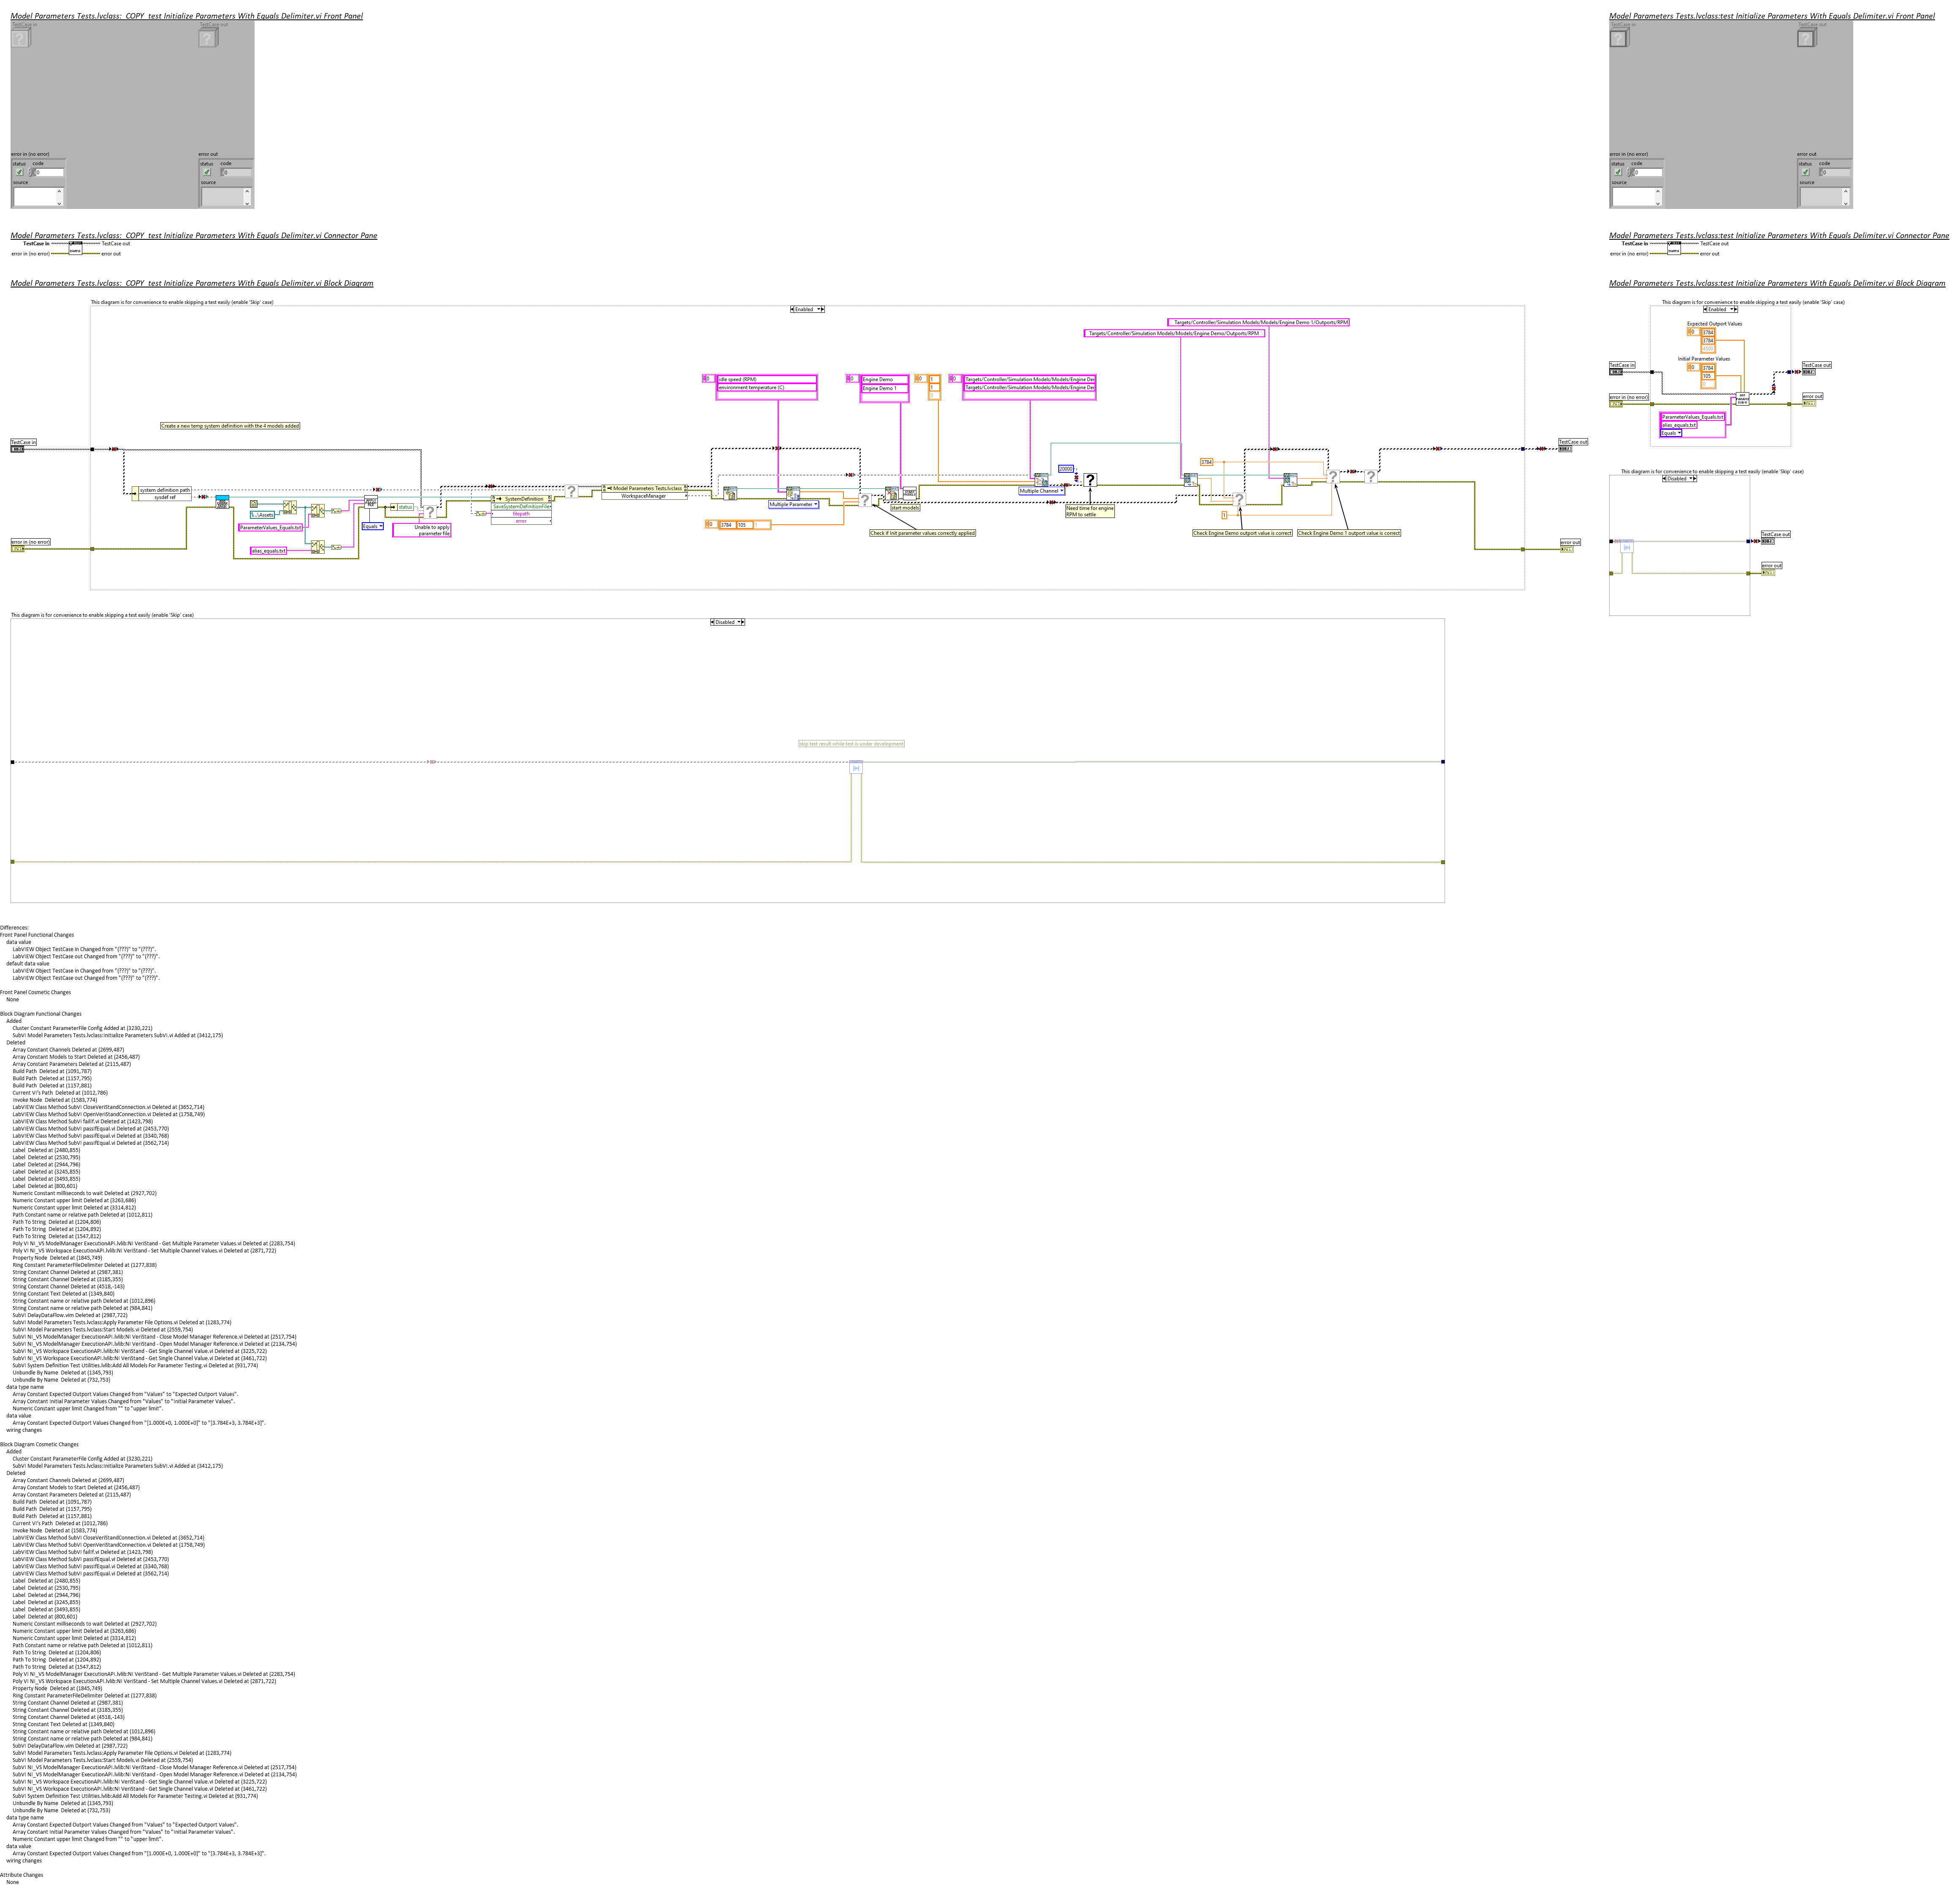 Model Parameters Tests.lvclass:_COPY_test Initialize Parameters With Equals Delimiter.vi Front Panel
TestCase in
TestCase out
error in (no error)
error out
status code
0
source
status code
0
source
Model Parameters Tests.lvclass:_COPY_test Initialize Parameters With Equals Delimiter.vi Connector Pane
TestCase in
TestCase out
error in (no error)
error out
Model Parameters Tests.lvclass:_COPY_test Initialize Parameters With Equals Delimiter.vi Block Diagram
This diagram is for convenience to enable skipping a test easily (enable 'Skip' case)
Enabled
Targets/Controller/Simulation Models/Models/Engine Demo 1/Outports/RPM
Targets/Controller/Simulation Models/Models/Engine Demo/Outports/RPM
idle speed (RPM)
environment temperature (C)
Engine Demo
Engine Demo 1
1
1
Targets/Controller/Simulation Models/Models/Engine De
Targets/Controller/Simulation Models/Models/Engine De
Create a new temp system definition with the 4 models added
TestCase in
TestCase out
system definition path
sysdef ref
..\Assets
ParameterValues_Equals.txt
alias_equals.txt
Equals
status
Unable to apply
parameter file
SystemDefinition
SaveSystemDefinitionFile
filepath
error
Model Parameters Tests.lvclass
WorkspaceManager
Multiple Parameter
3784 105
start models
Check if Init parameter values correctly applied
Multiple Channel
20000
Need time for engine
RPM to settle
3784
1
Check Engine Demo outport value is correct
Check Engine Demo 1 outport value is correct
error in (no error)
error out
This diagram is for convenience to enable skipping a test easily (enable 'Skip' case)
Disabled
skip test result while test is under development
Model Parameters Tests.lvclass:test Initialize Parameters With Equals Delimiter.vi Front Panel
TestCase in
TestCase out
error in (no error)
error out
status code
0
source
status code
0
source
Model Parameters Tests.lvclass:test Initialize Parameters With Equals Delimiter.vi Connector Pane
TestCase in
TestCase out
error in (no error)
error out
Model Parameters Tests.lvclass:test Initialize Parameters With Equals Delimiter.vi Block Diagram
This diagram is for convenience to enable skipping a test easily (enable 'Skip' case)
Enabled
Expected Outport Values
3784
3784
Initial Parameter Values
3784
105
TestCase in
TestCase out
error in (no error)
error out
ParameterValues_Equals.txt
alias_equals.txt
Equals
This diagram is for convenience to enable skipping a test easily (enable 'Skip' case)
Disabled
TestCase out
error out
Differences:
Front Panel Functional Changes
data value
LabVIEW Object TestCase in Changed from "(???)" to "(???)".
LabVIEW Object TestCase out Changed from "(???)" to "(???)".
default data value
LabVIEW Object TestCase in Changed from "(???)" to "(???)".
LabVIEW Object TestCase out Changed from "(???)" to "(???)".
Front Panel Cosmetic Changes
None
Block Diagram Functional Changes
Added
Cluster Constant ParameterFile Config Added at (3230,221)
SubVI Model Parameters Tests.lvclass:Initialize Parameters SubVI.vi Added at (3412,175)
Deleted
Array Constant Channels Deleted at (2699,487)
Array Constant Models to Start Deleted at (2456,487)
Array Constant Parameters Deleted at (2115,487)
Build Path  Deleted at (1091,787)
Build Path  Deleted at (1157,795)
Build Path  Deleted at (1157,881)
Current VI's Path  Deleted at (1012,786)
Invoke Node  Deleted at (1583,774)
LabVIEW Class Method SubVI CloseVeriStandConnection.vi Deleted at (3652,714)
LabVIEW Class Method SubVI OpenVeriStandConnection.vi Deleted at (1758,749)
LabVIEW Class Method SubVI failIf.vi Deleted at (1423,798)
LabVIEW Class Method SubVI passIfEqual.vi Deleted at (2453,770)
LabVIEW Class Method SubVI passIfEqual.vi Deleted at (3340,768)
LabVIEW Class Method SubVI passIfEqual.vi Deleted at (3562,714)
Label  Deleted at (2480,855)
Label  Deleted at (2530,795)
Label  Deleted at (2944,796)
Label  Deleted at (3245,855)
Label  Deleted at (3493,855)
Label  Deleted at (800,601)
Numeric Constant milliseconds to wait Deleted at (2927,702)
Numeric Constant upper limit Deleted at (3263,686)
Numeric Constant upper limit Deleted at (3314,812)
Path Constant name or relative path Deleted at (1012,811)
Path To String  Deleted at (1204,806)
Path To String  Deleted at (1204,892)
Path To String  Deleted at (1547,812)
Poly VI NI_VS ModelManager ExecutionAPI.lvlib:NI VeriStand - Get Multiple Parameter Values.vi Deleted at (2283,754)
Poly VI NI_VS Workspace ExecutionAPI.lvlib:NI VeriStand - Set Multiple Channel Values.vi Deleted at (2871,722)
Property Node  Deleted at (1845,749)
Ring Constant ParameterFileDelimiter Deleted at (1277,838)
String Constant Channel Deleted at (2987,381)
String Constant Channel Deleted at (3185,355)
String Constant Channel Deleted at (4518,-143)
String Constant Text Deleted at (1349,840)
String Constant name or relative path Deleted at (1012,896)
String Constant name or relative path Deleted at (984,841)
SubVI DelayDataFlow.vim Deleted at (2987,722)
SubVI Model Parameters Tests.lvclass:Apply Parameter File Options.vi Deleted at (1283,774)
SubVI Model Parameters Tests.lvclass:Start Models.vi Deleted at (2559,754)
SubVI NI_VS ModelManager ExecutionAPI.lvlib:NI VeriStand - Close Model Manager Reference.vi Deleted at (2517,754)
SubVI NI_VS ModelManager ExecutionAPI.lvlib:NI VeriStand - Open Model Manager Reference.vi Deleted at (2134,754)
SubVI NI_VS Workspace ExecutionAPI.lvlib:NI VeriStand - Get Single Channel Value.vi Deleted at (3225,722)
SubVI NI_VS Workspace ExecutionAPI.lvlib:NI VeriStand - Get Single Channel Value.vi Deleted at (3461,722)
SubVI System Definition Test Utilities.lvlib:Add All Models For Parameter Testing.vi Deleted at (931,774)
Unbundle By Name  Deleted at (1345,793)
Unbundle By Name  Deleted at (732,753)
data type name
Array Constant Expected Outport Values Changed from "Values" to "Expected Outport Values".
Array Constant Initial Parameter Values Changed from "Values" to "Initial Parameter Values".
Numeric Constant upper limit Changed from "" to "upper limit".
data value
Array Constant Expected Outport Values Changed from "[1.000E+0, 1.000E+0]" to "[3.784E+3, 3.784E+3]".
wiring changes
Block Diagram Cosmetic Changes
Added
Cluster Constant ParameterFile Config Added at (3230,221)
SubVI Model Parameters Tests.lvclass:Initialize Parameters SubVI.vi Added at (3412,175)
Deleted
Array Constant Channels Deleted at (2699,487)
Array Constant Models to Start Deleted at (2456,487)
Array Constant Parameters Deleted at (2115,487)
Build Path  Deleted at (1091,787)
Build Path  Deleted at (1157,795)
Build Path  Deleted at (1157,881)
Current VI's Path  Deleted at (1012,786)
Invoke Node  Deleted at (1583,774)
LabVIEW Class Method SubVI CloseVeriStandConnection.vi Deleted at (3652,714)
LabVIEW Class Method SubVI OpenVeriStandConnection.vi Deleted at (1758,749)
LabVIEW Class Method SubVI failIf.vi Deleted at (1423,798)
LabVIEW Class Method SubVI passIfEqual.vi Deleted at (2453,770)
LabVIEW Class Method SubVI passIfEqual.vi Deleted at (3340,768)
LabVIEW Class Method SubVI passIfEqual.vi Deleted at (3562,714)
Label  Deleted at (2480,855)
Label  Deleted at (2530,795)
Label  Deleted at (2944,796)
Label  Deleted at (3245,855)
Label  Deleted at (3493,855)
Label  Deleted at (800,601)
Numeric Constant milliseconds to wait Deleted at (2927,702)
Numeric Constant upper limit Deleted at (3263,686)
Numeric Constant upper limit Deleted at (3314,812)
Path Constant name or relative path Deleted at (1012,811)
Path To String  Deleted at (1204,806)
Path To String  Deleted at (1204,892)
Path To String  Deleted at (1547,812)
Poly VI NI_VS ModelManager ExecutionAPI.lvlib:NI VeriStand - Get Multiple Parameter Values.vi Deleted at (2283,754)
Poly VI NI_VS Workspace ExecutionAPI.lvlib:NI VeriStand - Set Multiple Channel Values.vi Deleted at (2871,722)
Property Node  Deleted at (1845,749)
Ring Constant ParameterFileDelimiter Deleted at (1277,838)
String Constant Channel Deleted at (2987,381)
String Constant Channel Deleted at (3185,355)
String Constant Channel Deleted at (4518,-143)
String Constant Text Deleted at (1349,840)
String Constant name or relative path Deleted at (1012,896)
String Constant name or relative path Deleted at (984,841)
SubVI DelayDataFlow.vim Deleted at (2987,722)
SubVI Model Parameters Tests.lvclass:Apply Parameter File Options.vi Deleted at (1283,774)
SubVI Model Parameters Tests.lvclass:Start Models.vi Deleted at (2559,754)
SubVI NI_VS ModelManager ExecutionAPI.lvlib:NI VeriStand - Close Model Manager Reference.vi Deleted at (2517,754)
SubVI NI_VS ModelManager ExecutionAPI.lvlib:NI VeriStand - Open Model Manager Reference.vi Deleted at (2134,754)
SubVI NI_VS Workspace ExecutionAPI.lvlib:NI VeriStand - Get Single Channel Value.vi Deleted at (3225,722)
SubVI NI_VS Workspace ExecutionAPI.lvlib:NI VeriStand - Get Single Channel Value.vi Deleted at (3461,722)
SubVI System Definition Test Utilities.lvlib:Add All Models For Parameter Testing.vi Deleted at (931,774)
Unbundle By Name  Deleted at (1345,793)
Unbundle By Name  Deleted at (732,753)
data type name
Array Constant Expected Outport Values Changed from "Values" to "Expected Outport Values".
Array Constant Initial Parameter Values Changed from "Values" to "Initial Parameter Values".
Numeric Constant upper limit Changed from "" to "upper limit".
data value
Array Constant Expected Outport Values Changed from "[1.000E+0, 1.000E+0]" to "[3.784E+3, 3.784E+3]".
wiring changes
Attribute Changes
None